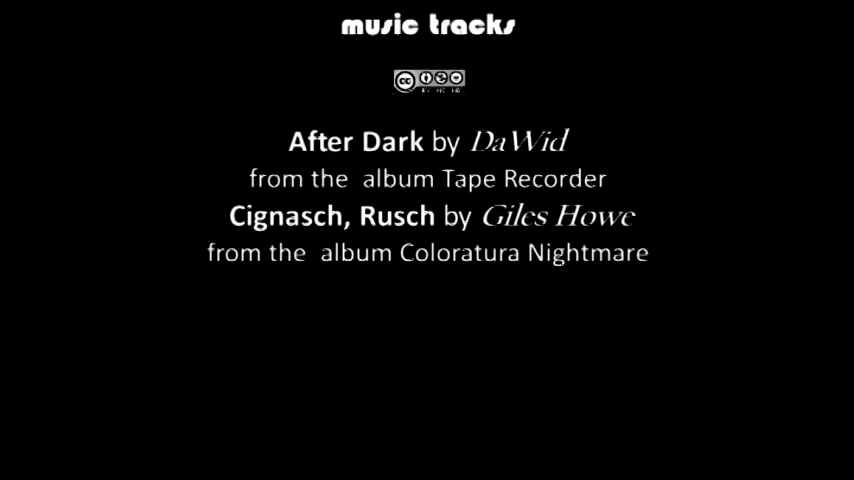 music tracks
cc
After Dark by DaWid
from the album Tape Recorder
Cignasch, Rusch by Giles Howe
from the album Coloratura Nightmare